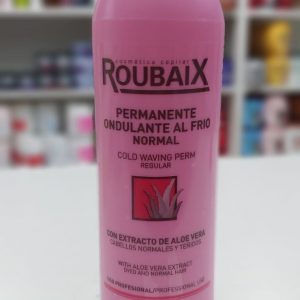 cosmética capilar
ROUBAIX
PERMANENTE
ONDULANTE AL FRIO
NORMAL
COLD WAVING PERM
REGULAR
CON EXTRACTO DE ALOE VERA
CABELLOS NORMALES Y TEÑIDOS
WITH ALOE VERA EXTRACT
DYED AND NORMAL HAIR
USO PROFESIONAL/PROFESSIONAL USE